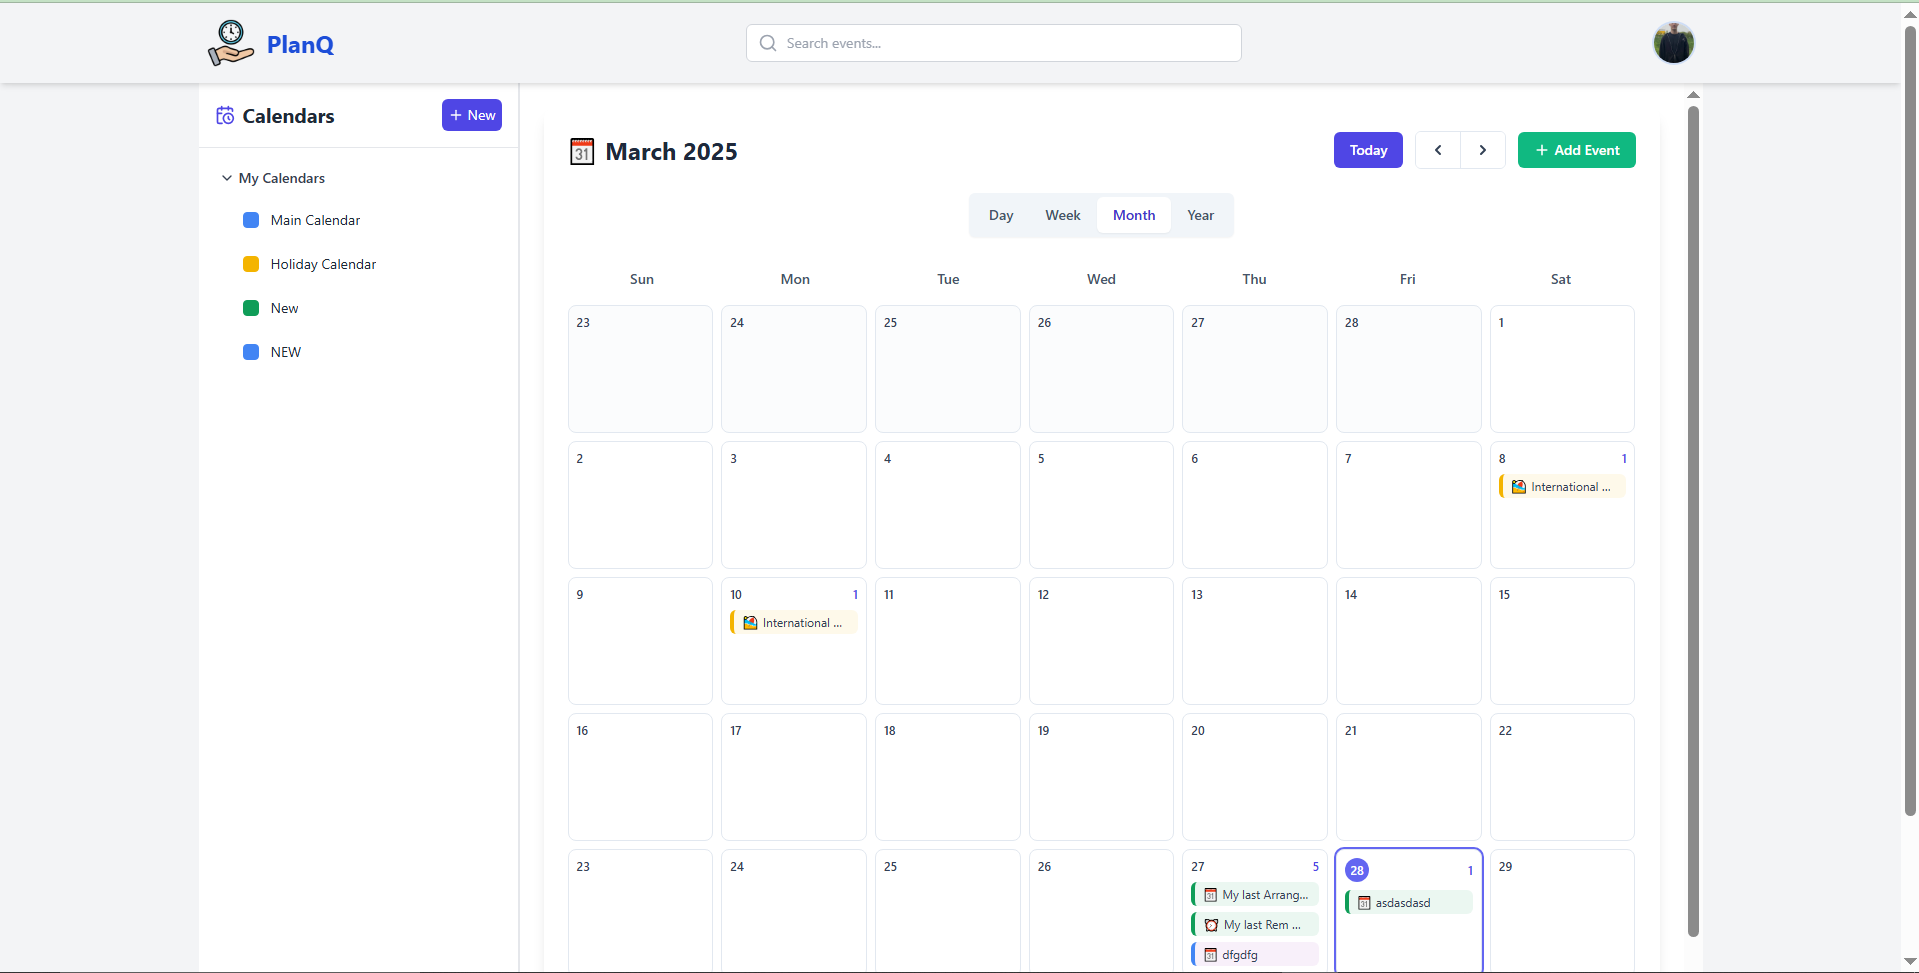 PlanQ
Search events...
Calendars
+ New
My Calendars
Main Calendar
Holiday Calendar
New
NEW
31 March 2025
Today
+ Add Event
Day Week Month Year
Sun Mon Tue Wed Thu Fri Sat
23 24 25 26 27 28 1
2 3 4 5 6 7 8 1
International ...
9 10 1 11 12 13 14 15
International ...
16 17 18 19 20 21 22
23 24 25 26 27 5 28 1 29
My last Arrang...
asdasdasd
My last Rem ...
dfgdfg